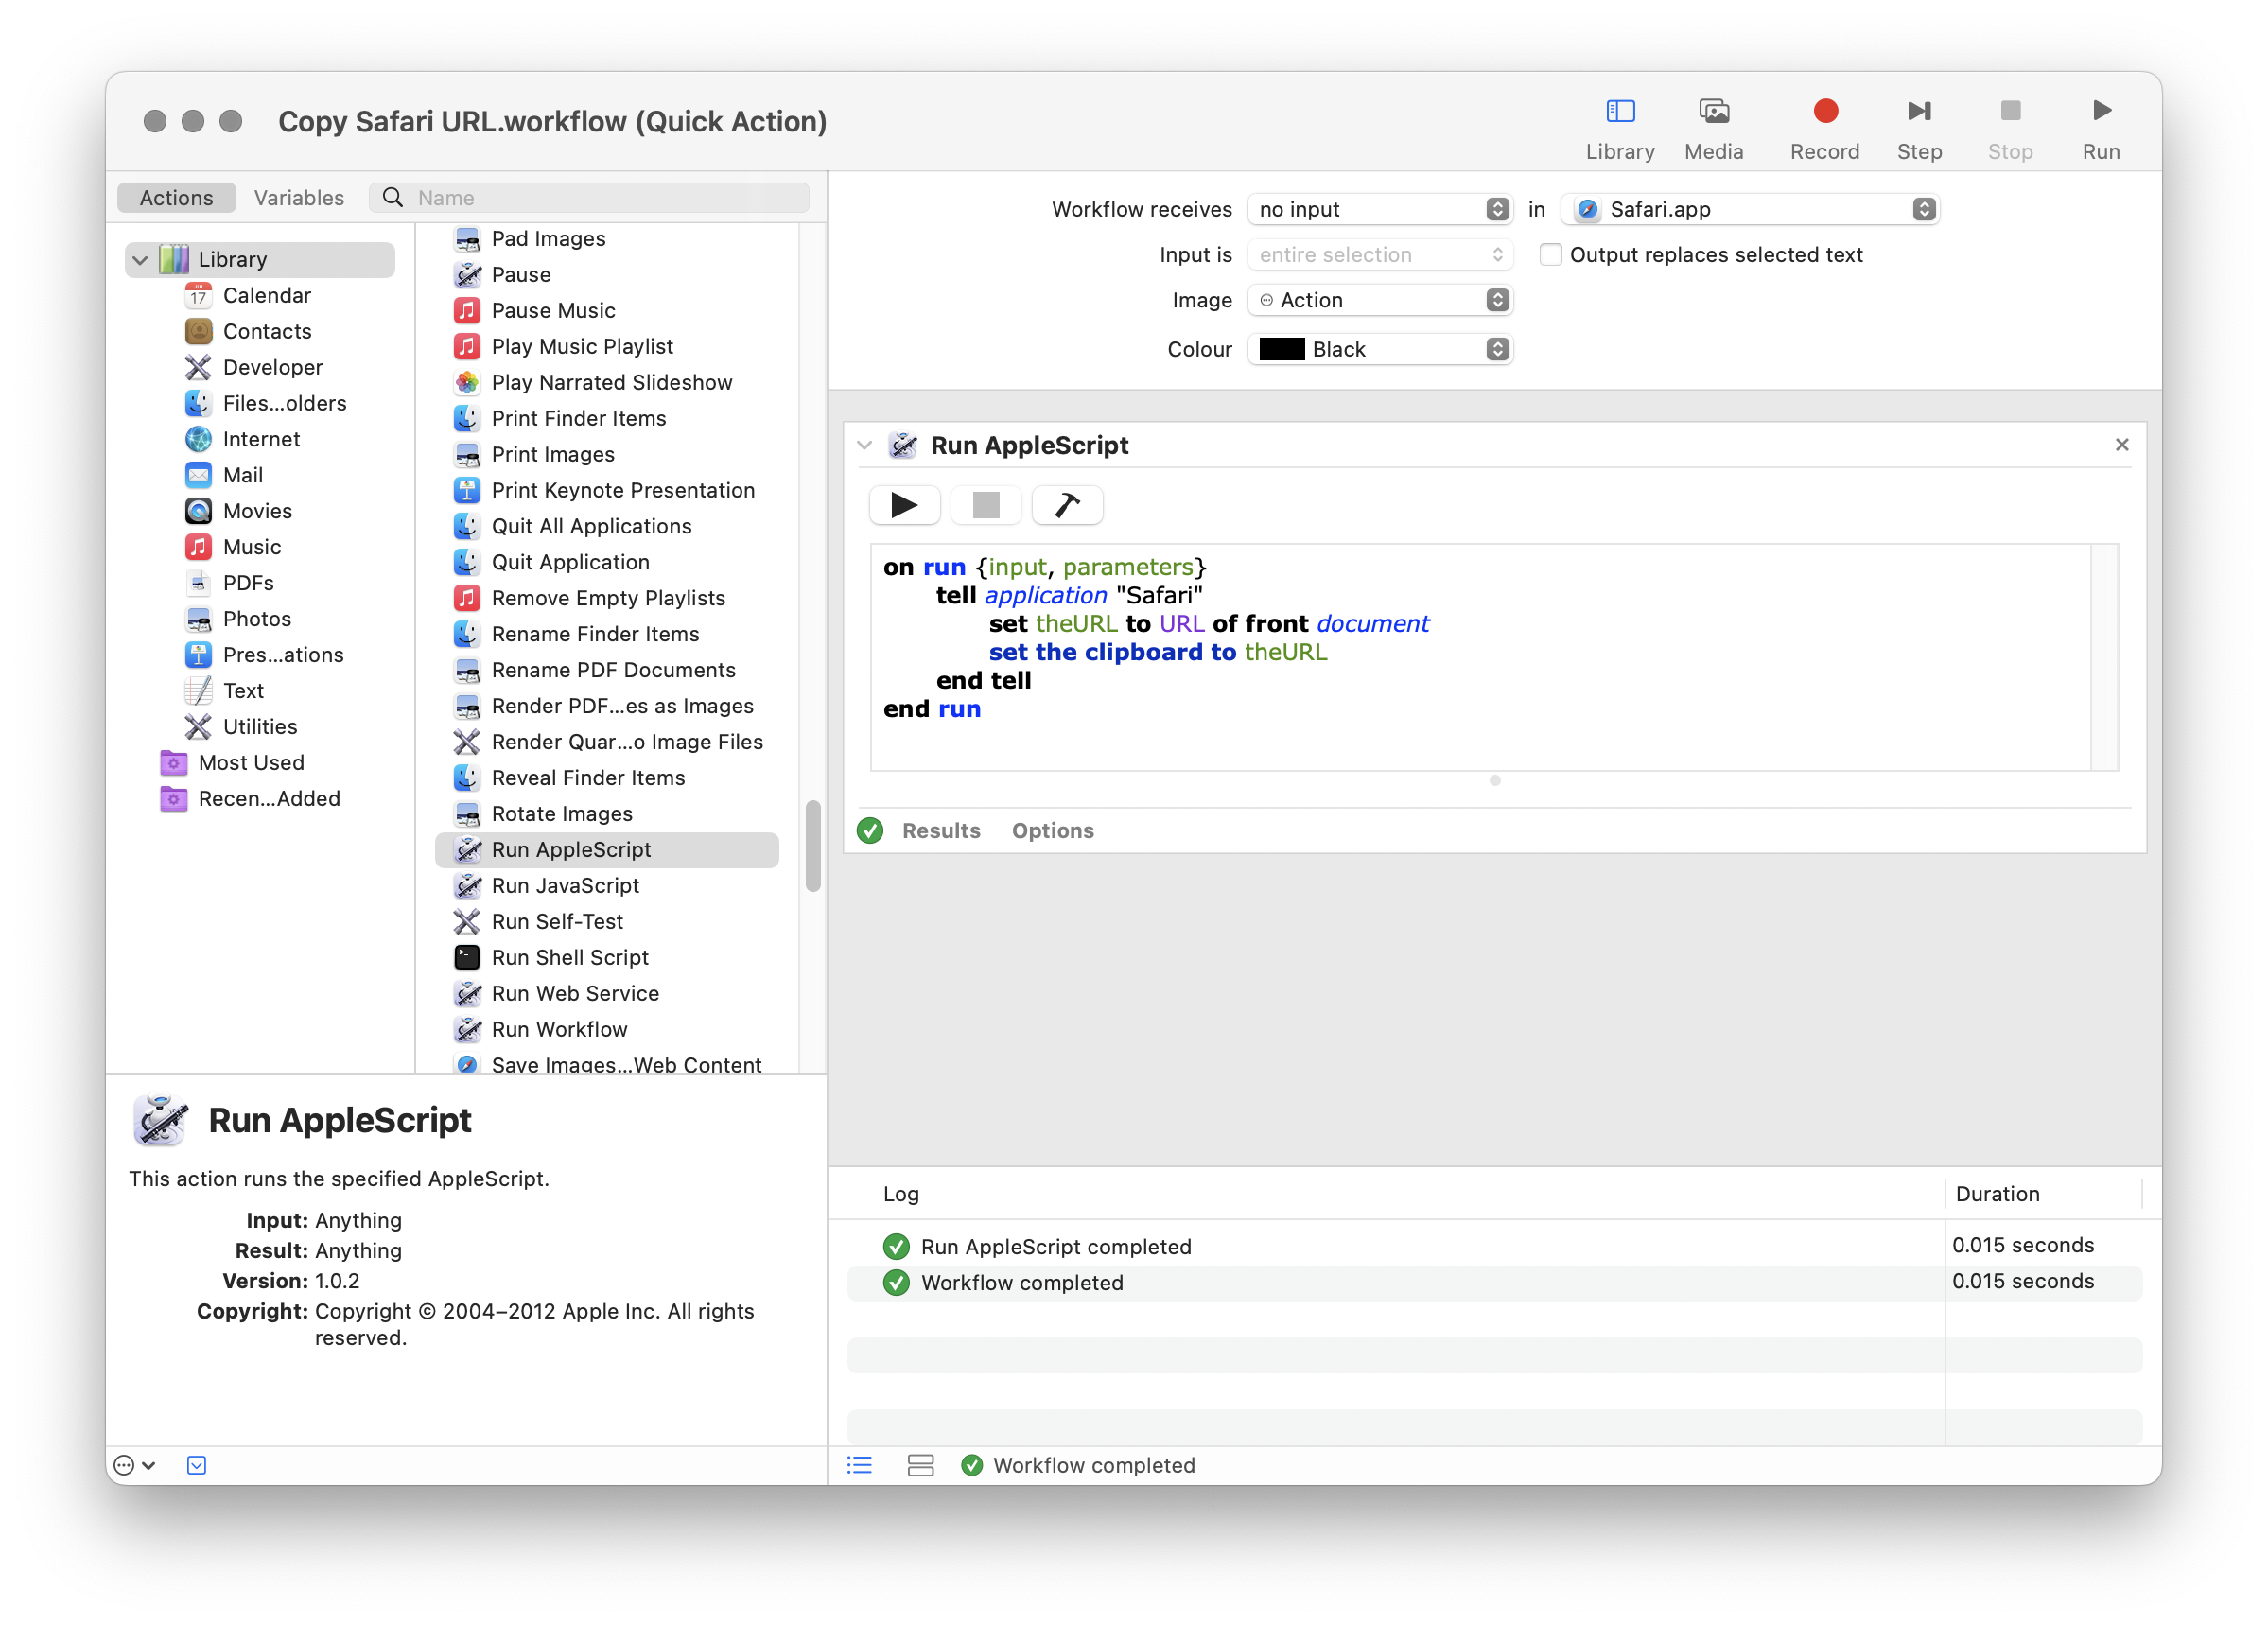 Copy Safari URL.workflow (Quick Action)
Library
Media
Record
Step
Stop
Run
Actions
Variables
Name
Library
Calendar
Contacts
Developer
Files...olders
Internet
Mail
Movies
Music
PDFs
Photos
Pres...ations
Text
Utilities
Most Used
Recen...Added
Pad Images
Pause
Pause Music
Play Music Playlist
Play Narrated Slideshow
Print Finder Items
Print Images
Print Keynote Presentation
Quit All Applications
Quit Application
Remove Empty Playlists
Rename Finder Items
Rename PDF Documents
Render PDF...es as Images
Render Quar...o Image Files
Reveal Finder Items
Rotate Images
Run AppleScript
Run JavaScript
Run Self-Test
Run Shell Script
Run Web Service
Run Workflow
Save Images...Web Content
Run AppleScript
This action runs the specified AppleScript.
Input: Anything
Result: Anything
Version: 1.0.2
Copyright: Copyright © 2004–2012 Apple Inc. All rights
reserved.
Workflow receives no input in Safari.app
Input is entire selection Output replaces selected text
Image Action
Colour Black
Run AppleScript
on run {input, parameters}
tell application "Safari"
set theURL to URL of front document
set the clipboard to theURL
end tell
end run
Results Options
Log Duration
Run AppleScript completed 0.015 seconds
Workflow completed 0.015 seconds
Workflow completed